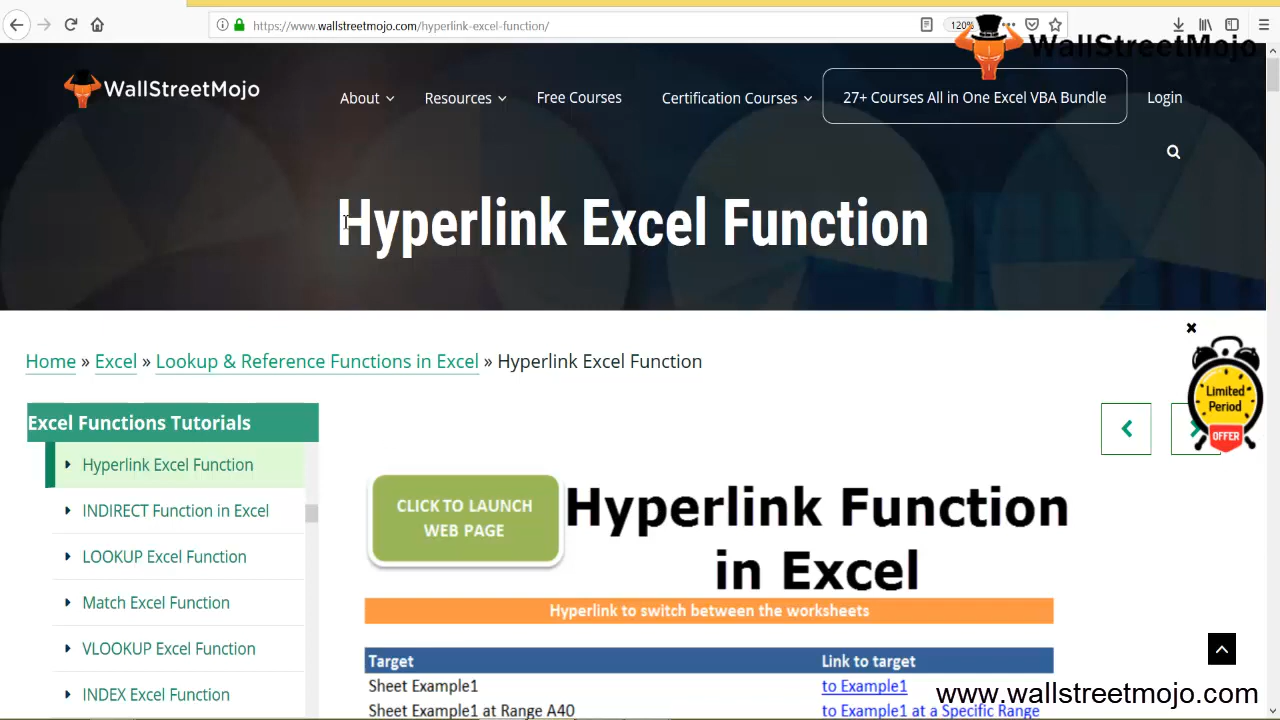 https://www.wallstreetmojo.com/hyperlink-excel-function/
120%
WallStreetMojo
WallStreetMojo
About
Resources
Free Courses
Certification Courses
27+ Courses All in One Excel VBA Bundle
Login
Hyperlink Excel Function
Home » Excel » Lookup & Reference Functions in Excel » Hyperlink Excel Function
Limited
Period
OFFER
Excel Functions Tutorials
Hyperlink Excel Function
INDIRECT Function in Excel
LOOKUP Excel Function
Match Excel Function
VLOOKUP Excel Function
INDEX Excel Function
CLICK TO LAUNCH
WEB PAGE
Hyperlink Function
in Excel
Hyperlink to switch between the worksheets
Target Link to target
Sheet Example1 to Example1
Sheet Example1 at Range A40 to Example1 at a Specific Range
www.wallstreetmojo.com